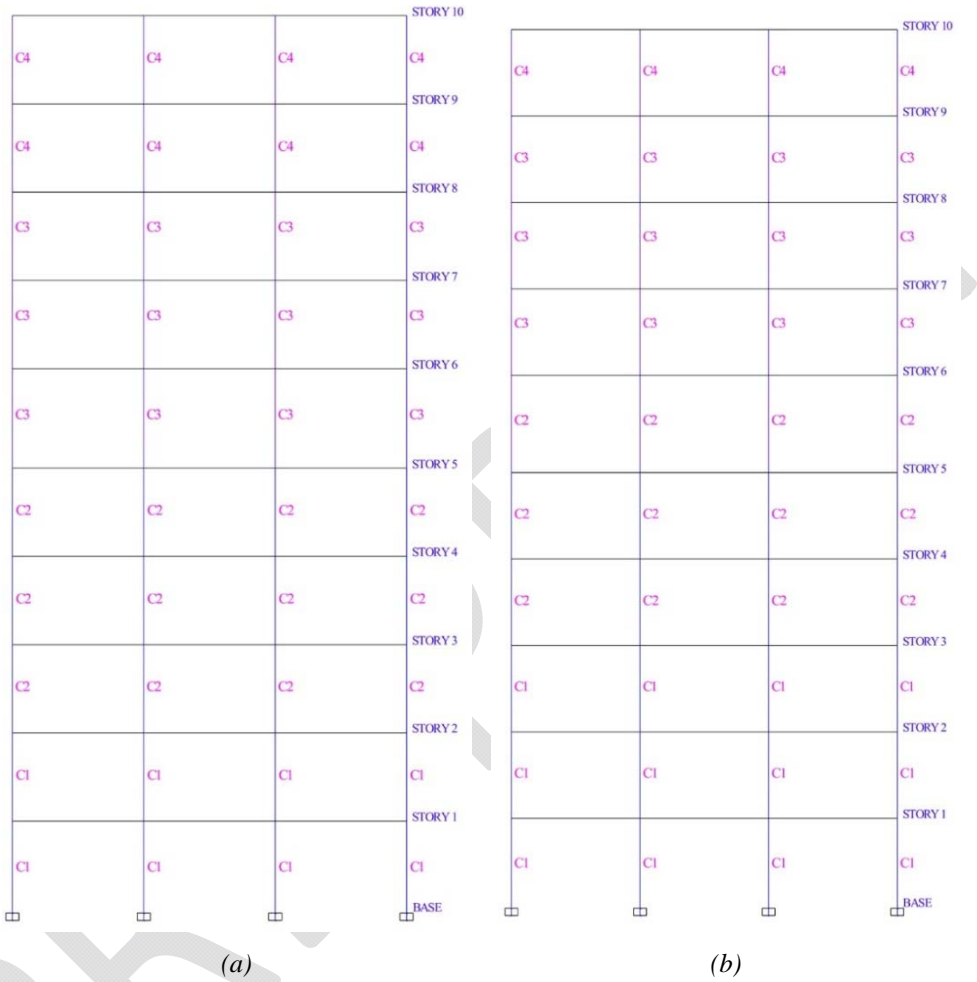 STORY 10
C4 C4 C4 C4
STORY 9
C4 C4 C4 C4
STORY 8
C3 C3 C3 C3
STORY 7
C3 C3 C3 C3
STORY 6
C3 C3 C3 C3
STORY 5
C2 C2 C2 C2
STORY 4
C2 C2 C2 C2
STORY 3
C2 C2 C2 C2
STORY 2
C1 C1 C1 C1
STORY 1
C1 C1 C1 C1
BASE
(a)
STORY 10
C4 C4 C4 C4
STORY 9
C3 C3 C3 C3
STORY 8
C3 C3 C3 C3
STORY 7
C3 C3 C3 C3
STORY 6
C2 C2 C2 C2
STORY 5
C2 C2 C2 C2
STORY 4
C2 C2 C2 C2
STORY 3
C1 C1 C1 C1
STORY 2
C1 C1 C1 C1
STORY 1
C1 C1 C1 C1
BASE
(b)